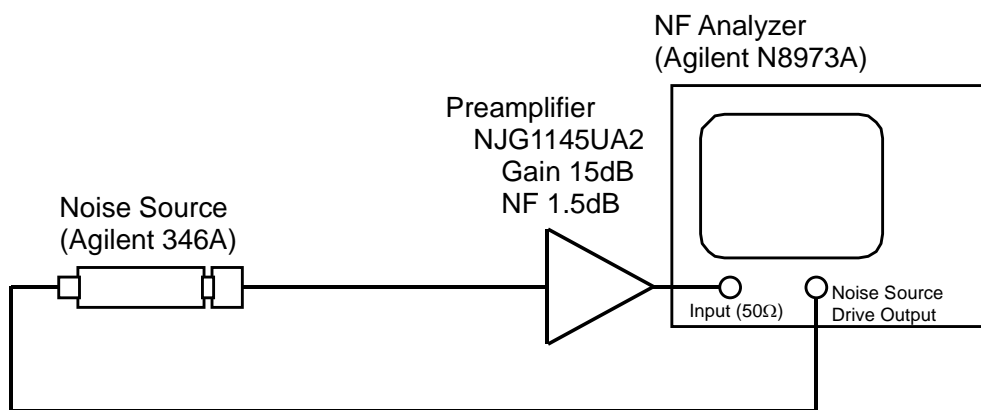 NF Analyzer
(Agilent N8973A)
Preamplifier
NJG1145UA2
Gain 15dB
NF 1.5dB
Noise Source
(Agilent 346A)
Input (50Ω)
Noise Source
Drive Output